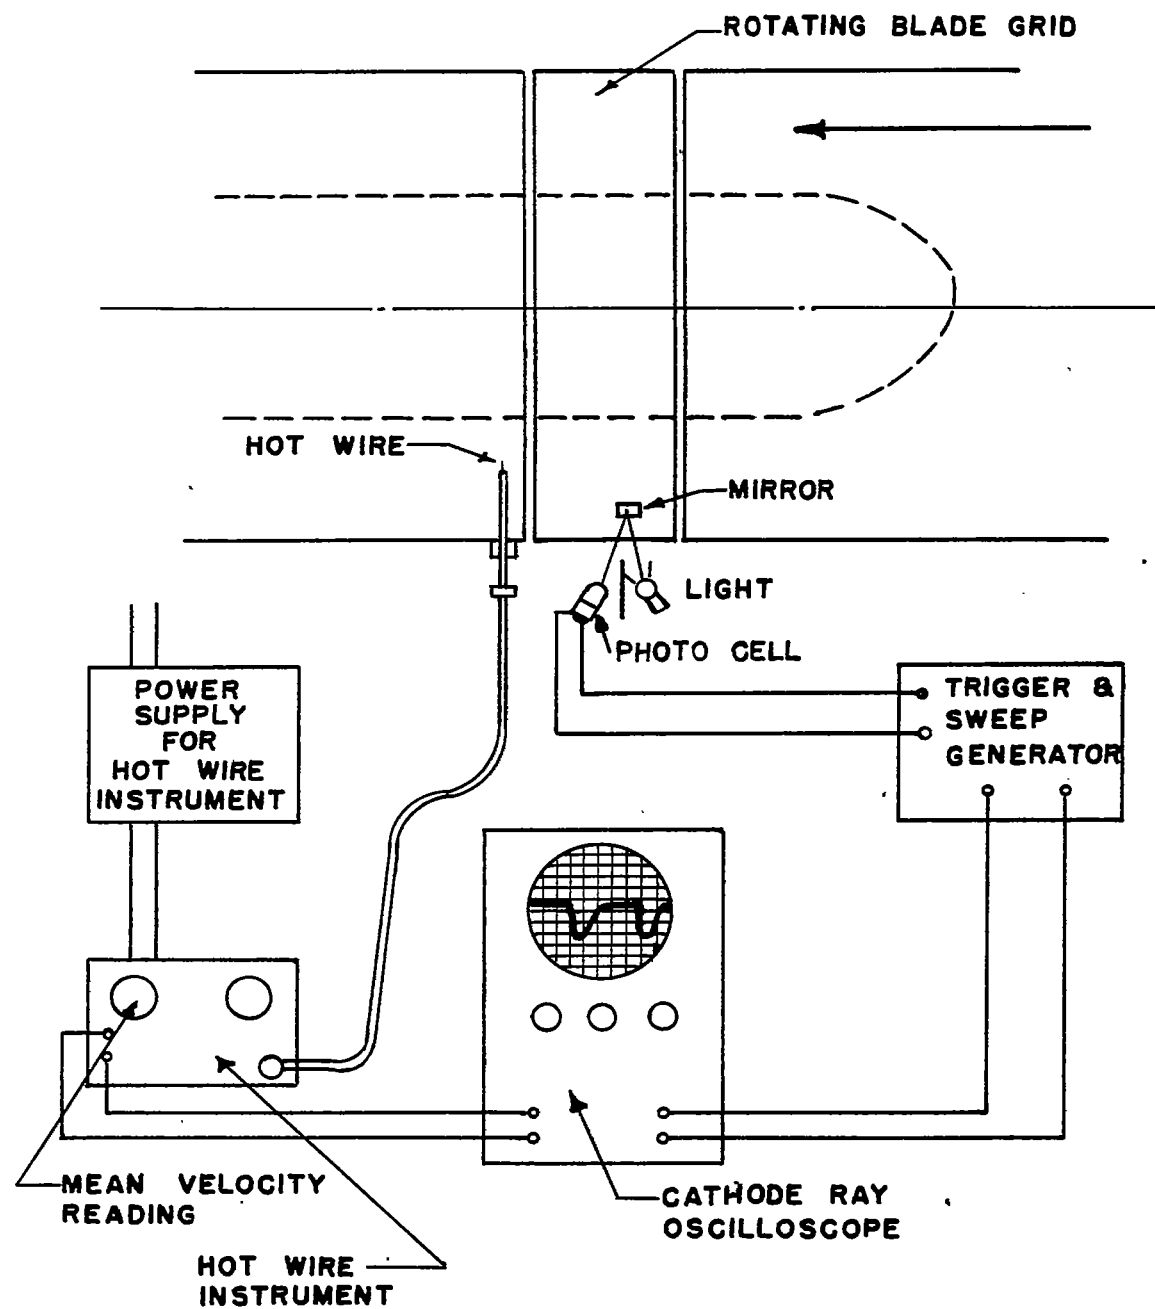 ROTATING BLADE GRID
HOT WIRE
MIRROR
LIGHT
PHOTO CELL
POWER
SUPPLY
FOR
HOT WIRE
INSTRUMENT
TRIGGER &
SWEEP
GENERATOR
MEAN VELOCITY
READING
CATHODE RAY
OSCILLOSCOPE
HOT WIRE
INSTRUMENT